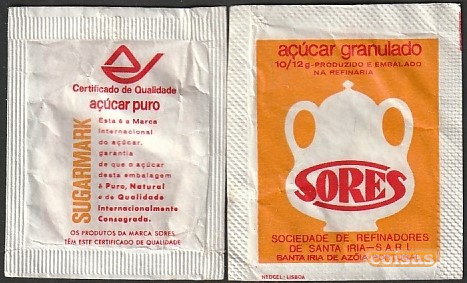 Certificado de Qualidade
açúcar puro
SUGARMARK
Esta é a Marca
Internacional
do açúcar,
garantia
de que o açúcar
desta embalagem
é Puro, Natural
e de Qualidade
Internacionalmente
Consagrada.
OS PRODUTOS DA MARCA SORES
TÊM ESTE CERTIFICADO DE QUALIDADE
açúcar granulado
10/12g-PRODUZIDO E EMBALADO
NA REFINARIA
SORES
SOCIEDADE DE REFINADORES
DE SANTA IRIA-SARL
SANTA IRIA DE AZÓIA
coisas
NEOGEL-LISBOA